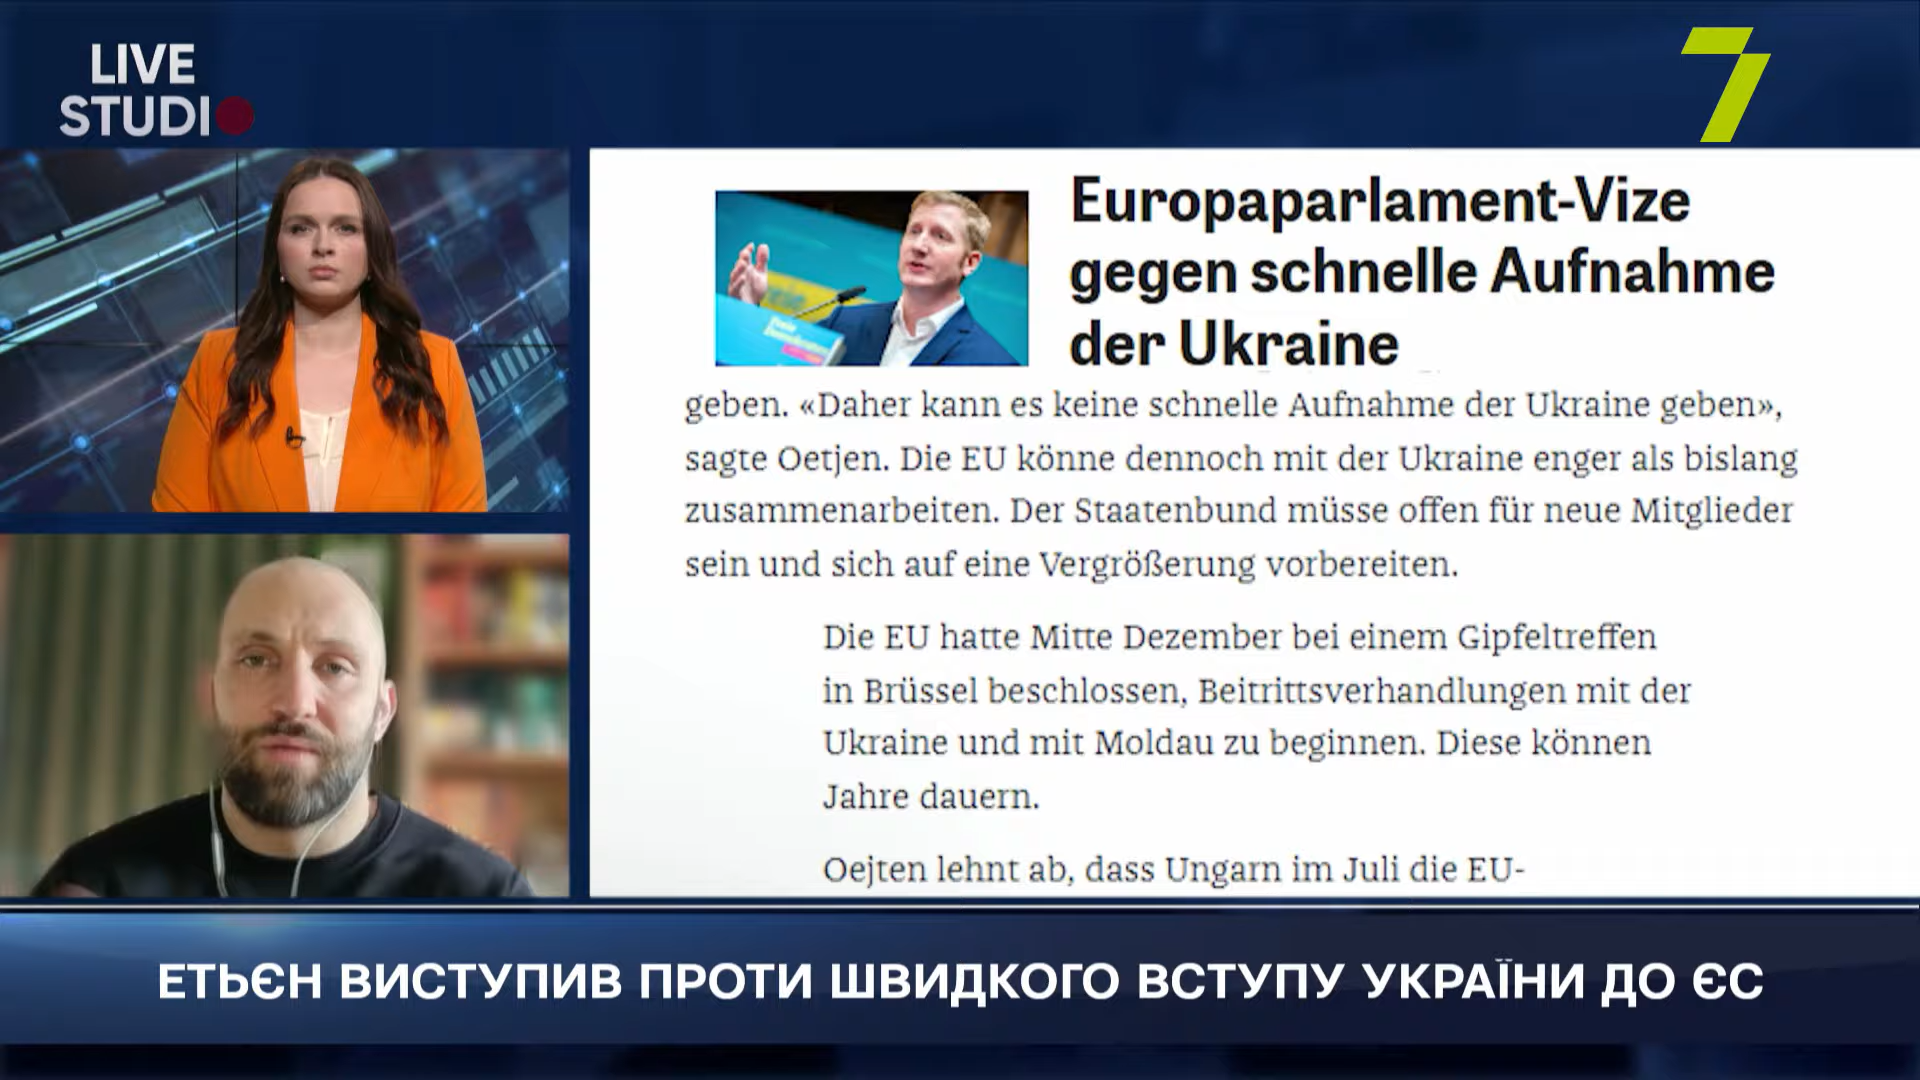 LIVE
STUDIO
7
Europaparlament-Vize
gegen schnelle Aufnahme
der Ukraine
geben. «Daher kann es keine schnelle Aufnahme der Ukraine geben»,
sagte Oetjen. Die EU könne dennoch mit der Ukraine enger als bislang
zusammenarbeiten. Der Staatenbund müsse offen für neue Mitglieder
sein und sich auf eine Vergrößerung vorbereiten.
Die EU hatte Mitte Dezember bei einem Gipfeltreffen
in Brüssel beschlossen, Beitrittsverhandlungen mit der
Ukraine und mit Moldau zu beginnen. Diese können
Jahre dauern.
Oejten lehnt ab, dass Ungarn im Juli die EU-
ЕТЬЄН ВИСТУПИВ ПРОТИ ШВИДКОГО ВСТУПУ УКРАЇНИ ДО ЄС